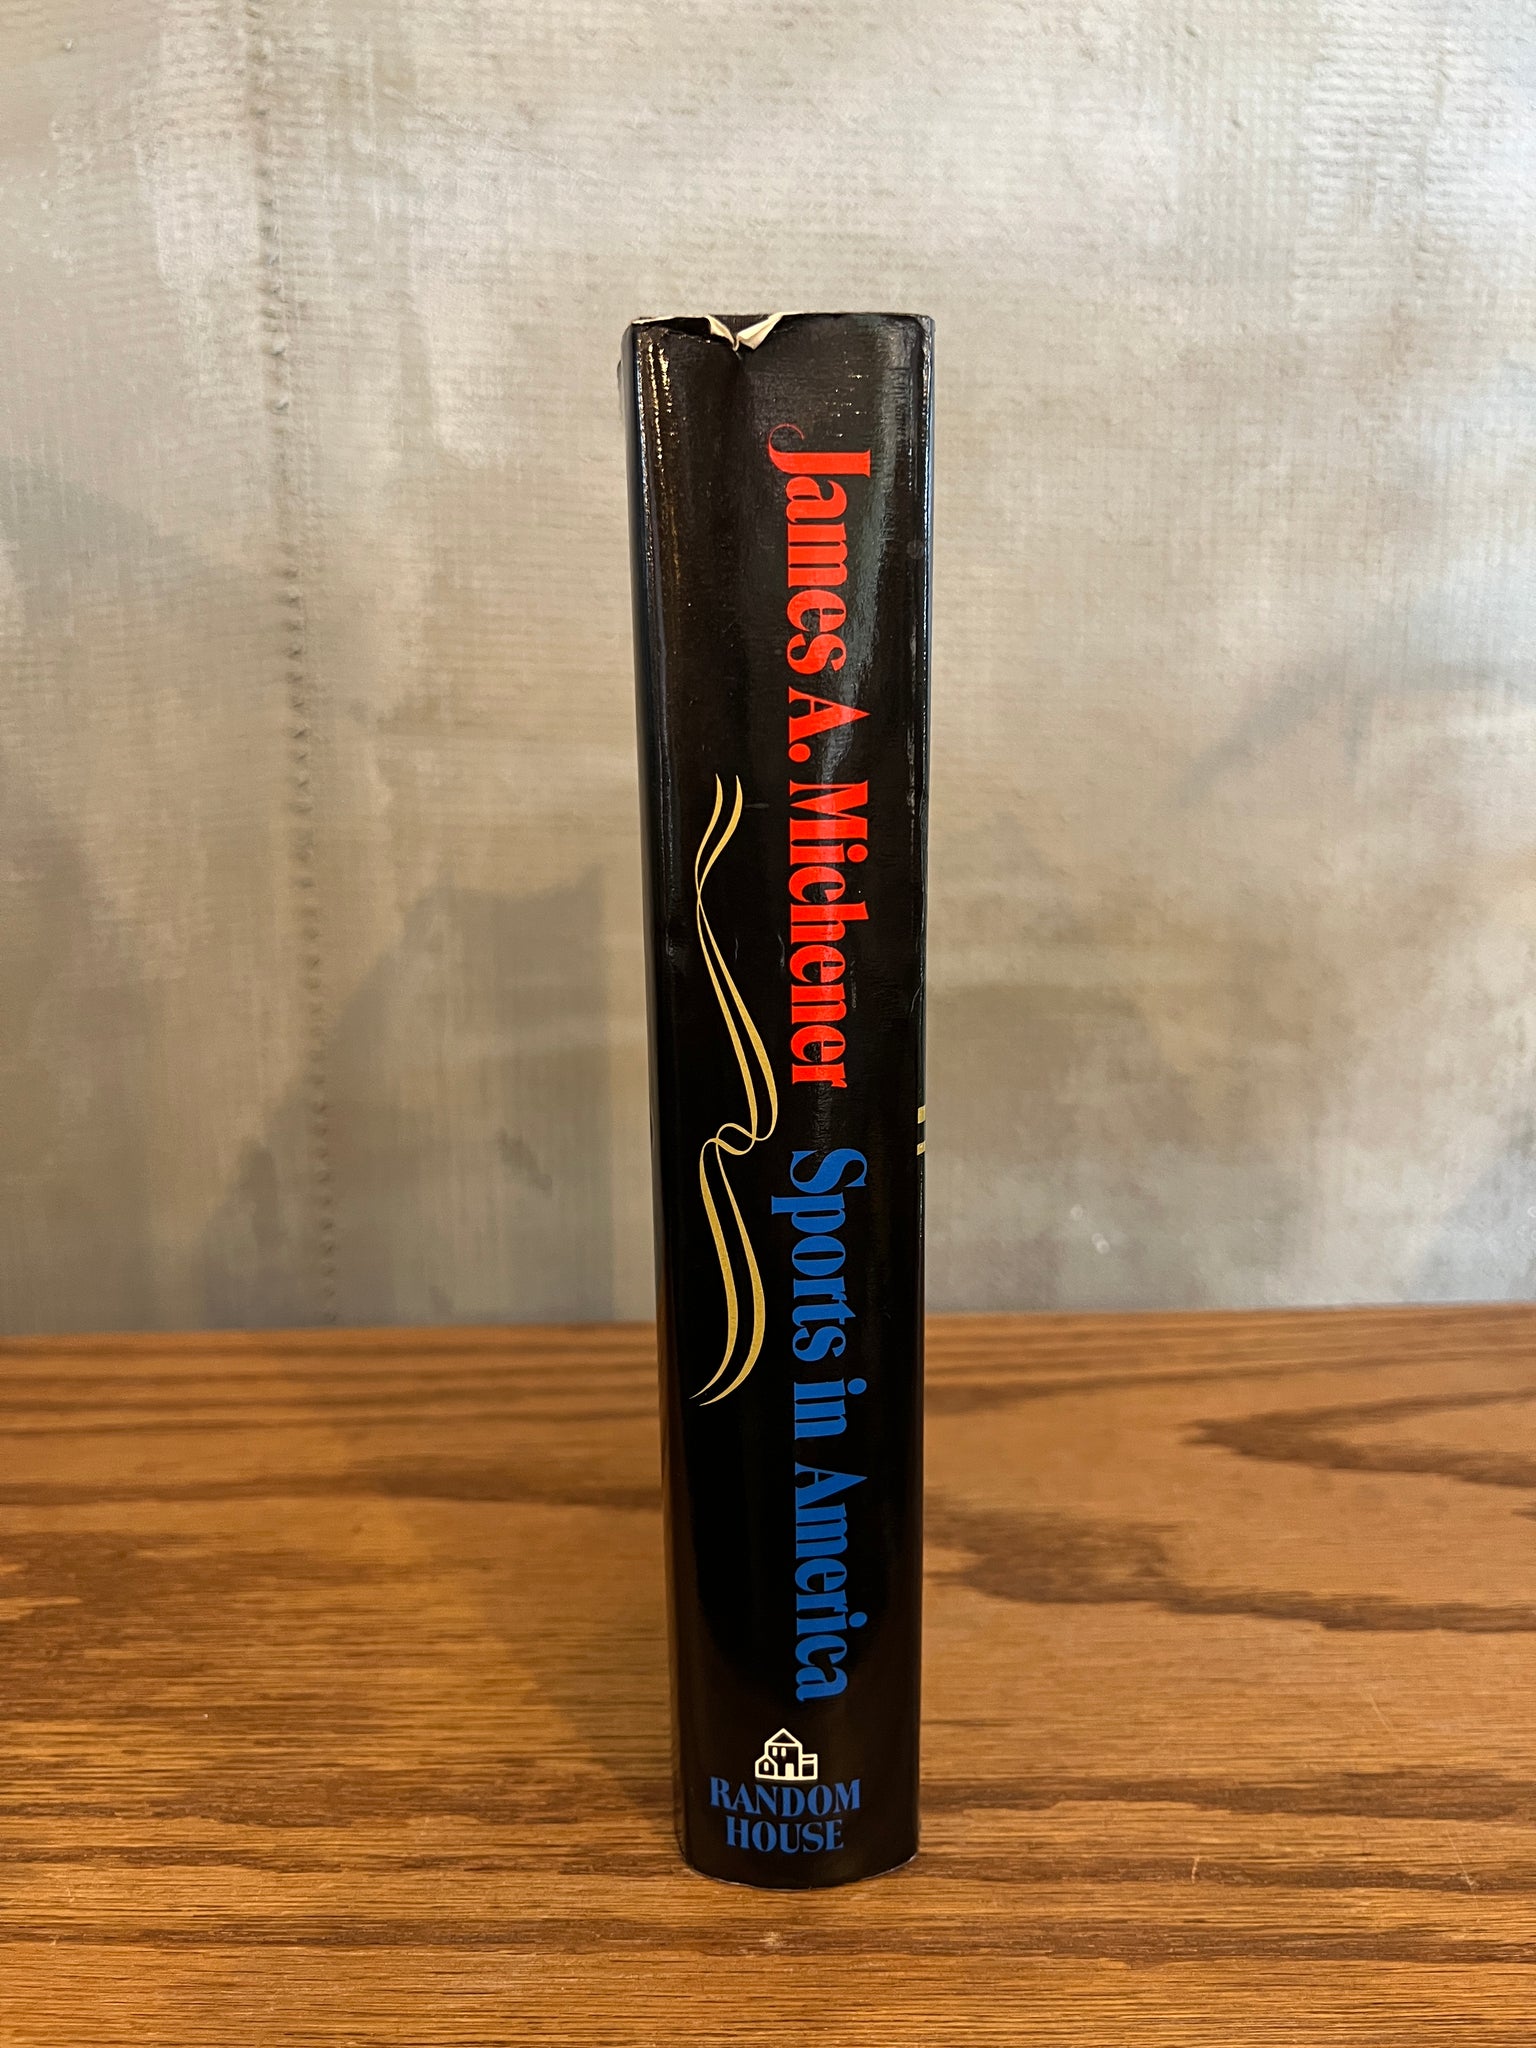 James A. Michener Sports in America
RANDOM
HOUSE